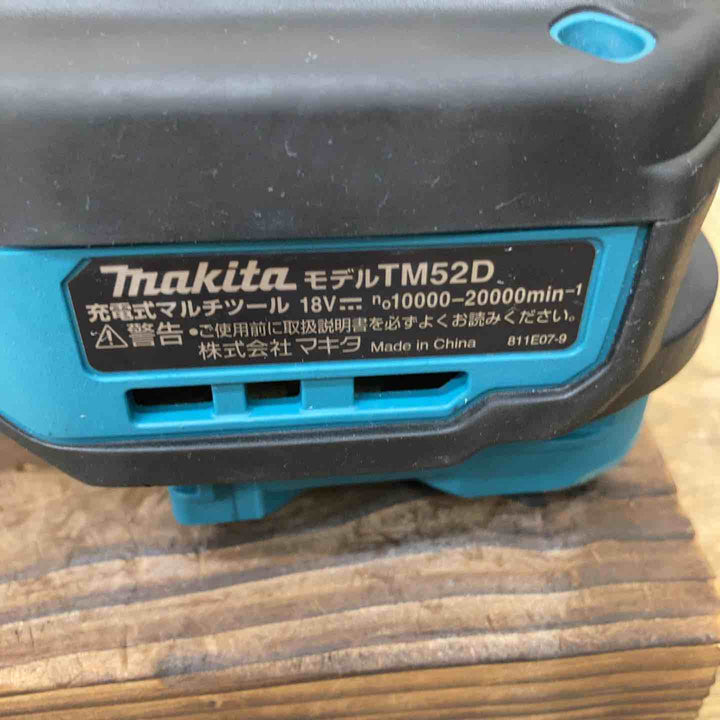 makita モデルTM52D
充電式マルチツール 18V⎓ n₀10000-20000min⁻¹
⚠警告 •ご使用前に取扱説明書を必ずよくお読みください。
株式会社 マキタ Made in China 811E07-9